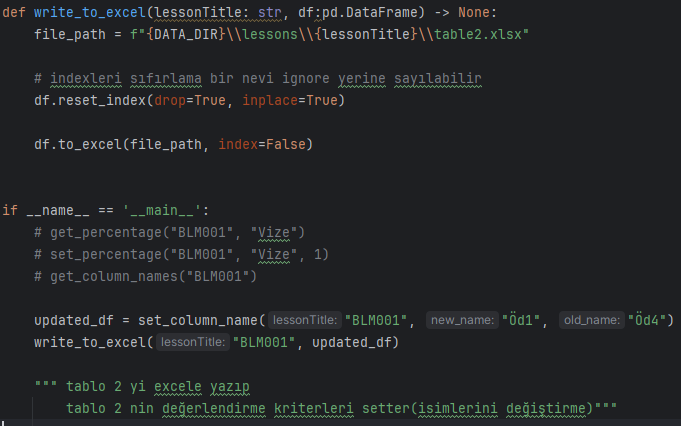 def write_to_excel(lessonTitle: str, df:pd.DataFrame) -> None:
file_path = f"{DATA_DIR}\\lessons\\{lessonTitle}\\table2.xlsx"
# indexleri sıfırlama bir nevi ignore yerine sayılabilir
df.reset_index(drop=True, inplace=True)
df.to_excel(file_path, index=False)
if __name__ == '__main__':
# get_percentage("BLM001", "Vize")
# set_percentage("BLM001", "Vize", 1)
# get_column_names("BLM001")
updated_df = set_column_name( lessonTitle: "BLM001", new_name: "Öd1", old_name: "Öd4")
write_to_excel( lessonTitle: "BLM001", updated_df)
""" tablo 2 yi excele yazıp
tablo 2 nin değerlendirme kriterleri setter(isimlerini değiştirme)"""